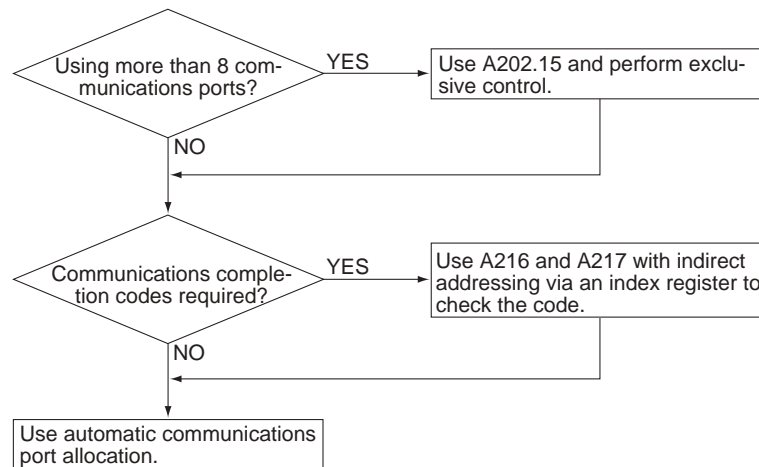 Using more than 8 com-
munications ports?
YES
Use A202.15 and perform exclu-
sive control.
NO
Communications comple-
tion codes required?
YES
Use A216 and A217 with indirect
addressing via an index register to
check the code.
NO
Use automatic communications
port allocation.